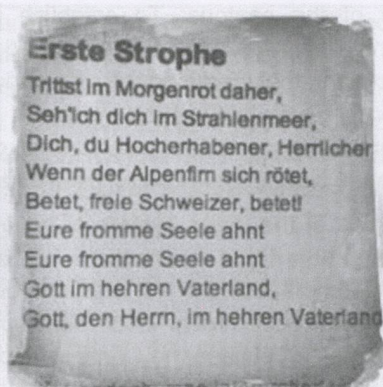 Erste Strophe
Trittst im Morgenrot daher,
Seh'ich dich im Strahlenmeer,
Dich, du Hocherhabener, Herrlicher
Wenn der Alpenfirn sich rötet,
Betet, freie Schweizer, betet!
Eure fromme Seele ahnt
Eure fromme Seele ahnt
Gott im hehren Vaterland,
Gott, den Herrn, im hehren Vaterland